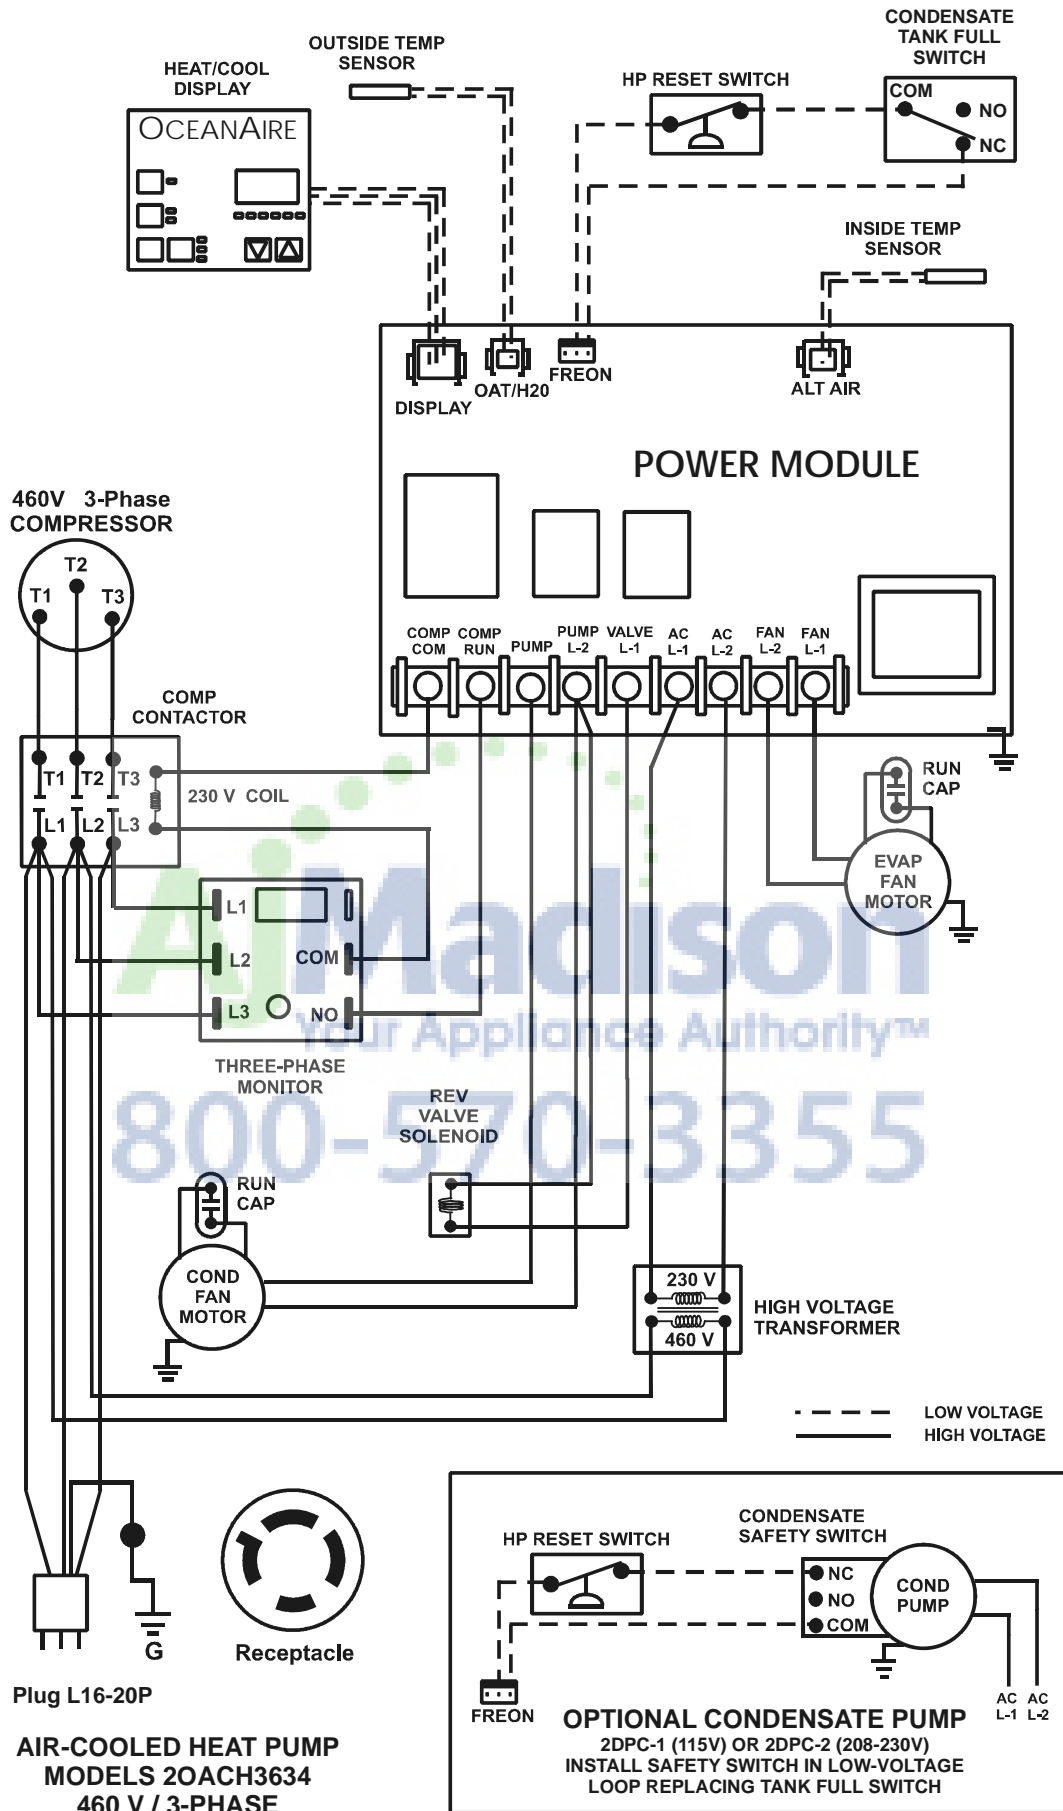 CONDENSATE
TANK FULL
SWITCH
OUTSIDE TEMP
SENSOR
HEAT/COOL
DISPLAY
HP RESET SWITCH
COM
NO
NC
OCEANAIRE
INSIDE TEMP
SENSOR
DISPLAY
OAT/H20
FREON
ALT AIR
POWER MODULE
460V 3-Phase
COMPRESSOR
T1
T2
T3
COMP
COM
COMP
RUN
PUMP
PUMP
L-2
VALVE
L-1
AC
L-1
AC
L-2
FAN
L-2
FAN
L-1
COMP
CONTACTOR
T1 T2 T3
230 V COIL
L1 L2 L3
RUN
CAP
EVAP
FAN
MOTOR
L1
L2
COM
L3
NO
THREE-PHASE
MONITOR
AjMadison
Your Appliance Authority™
800-570-3355
REV
VALVE
SOLENOID
RUN
CAP
COND
FAN
MOTOR
230 V
460 V
HIGH VOLTAGE
TRANSFORMER
LOW VOLTAGE
HIGH VOLTAGE
G
Receptacle
Plug L16-20P
AIR-COOLED HEAT PUMP
MODELS 2OACH3634
460 V / 3-PHASE
HP RESET SWITCH
CONDENSATE
SAFETY SWITCH
NC
NO
COM
COND
PUMP
AC
L-1
AC
L-2
FREON
OPTIONAL CONDENSATE PUMP
2DPC-1 (115V) OR 2DPC-2 (208-230V)
INSTALL SAFETY SWITCH IN LOW-VOLTAGE
LOOP REPLACING TANK FULL SWITCH